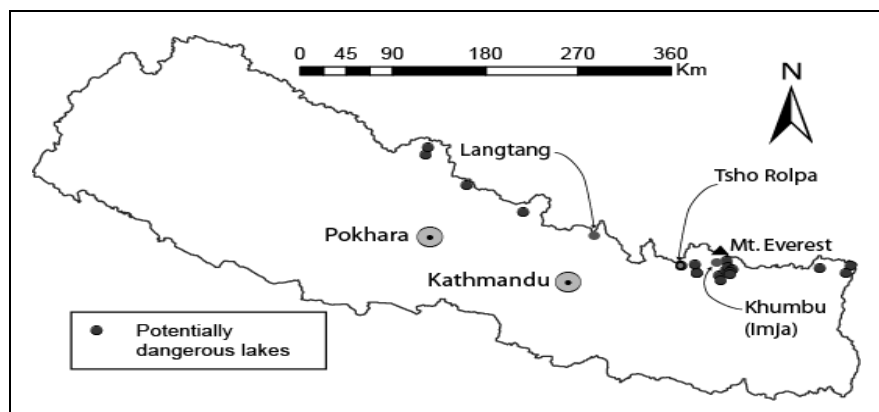 0 45 90 180 270 360
Km
N
Langtang
Tsho Rolpa
Pokhara
Mt. Everest
Kathmandu
Khumbu
(Imja)
Potentially
dangerous lakes